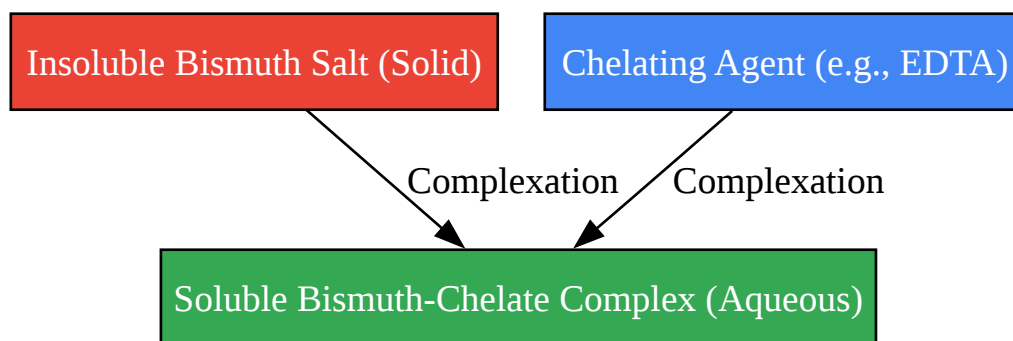 Insoluble Bismuth Salt (Solid)
Chelating Agent (e.g., EDTA)
Complexation
Complexation
Soluble Bismuth-Chelate Complex (Aqueous)